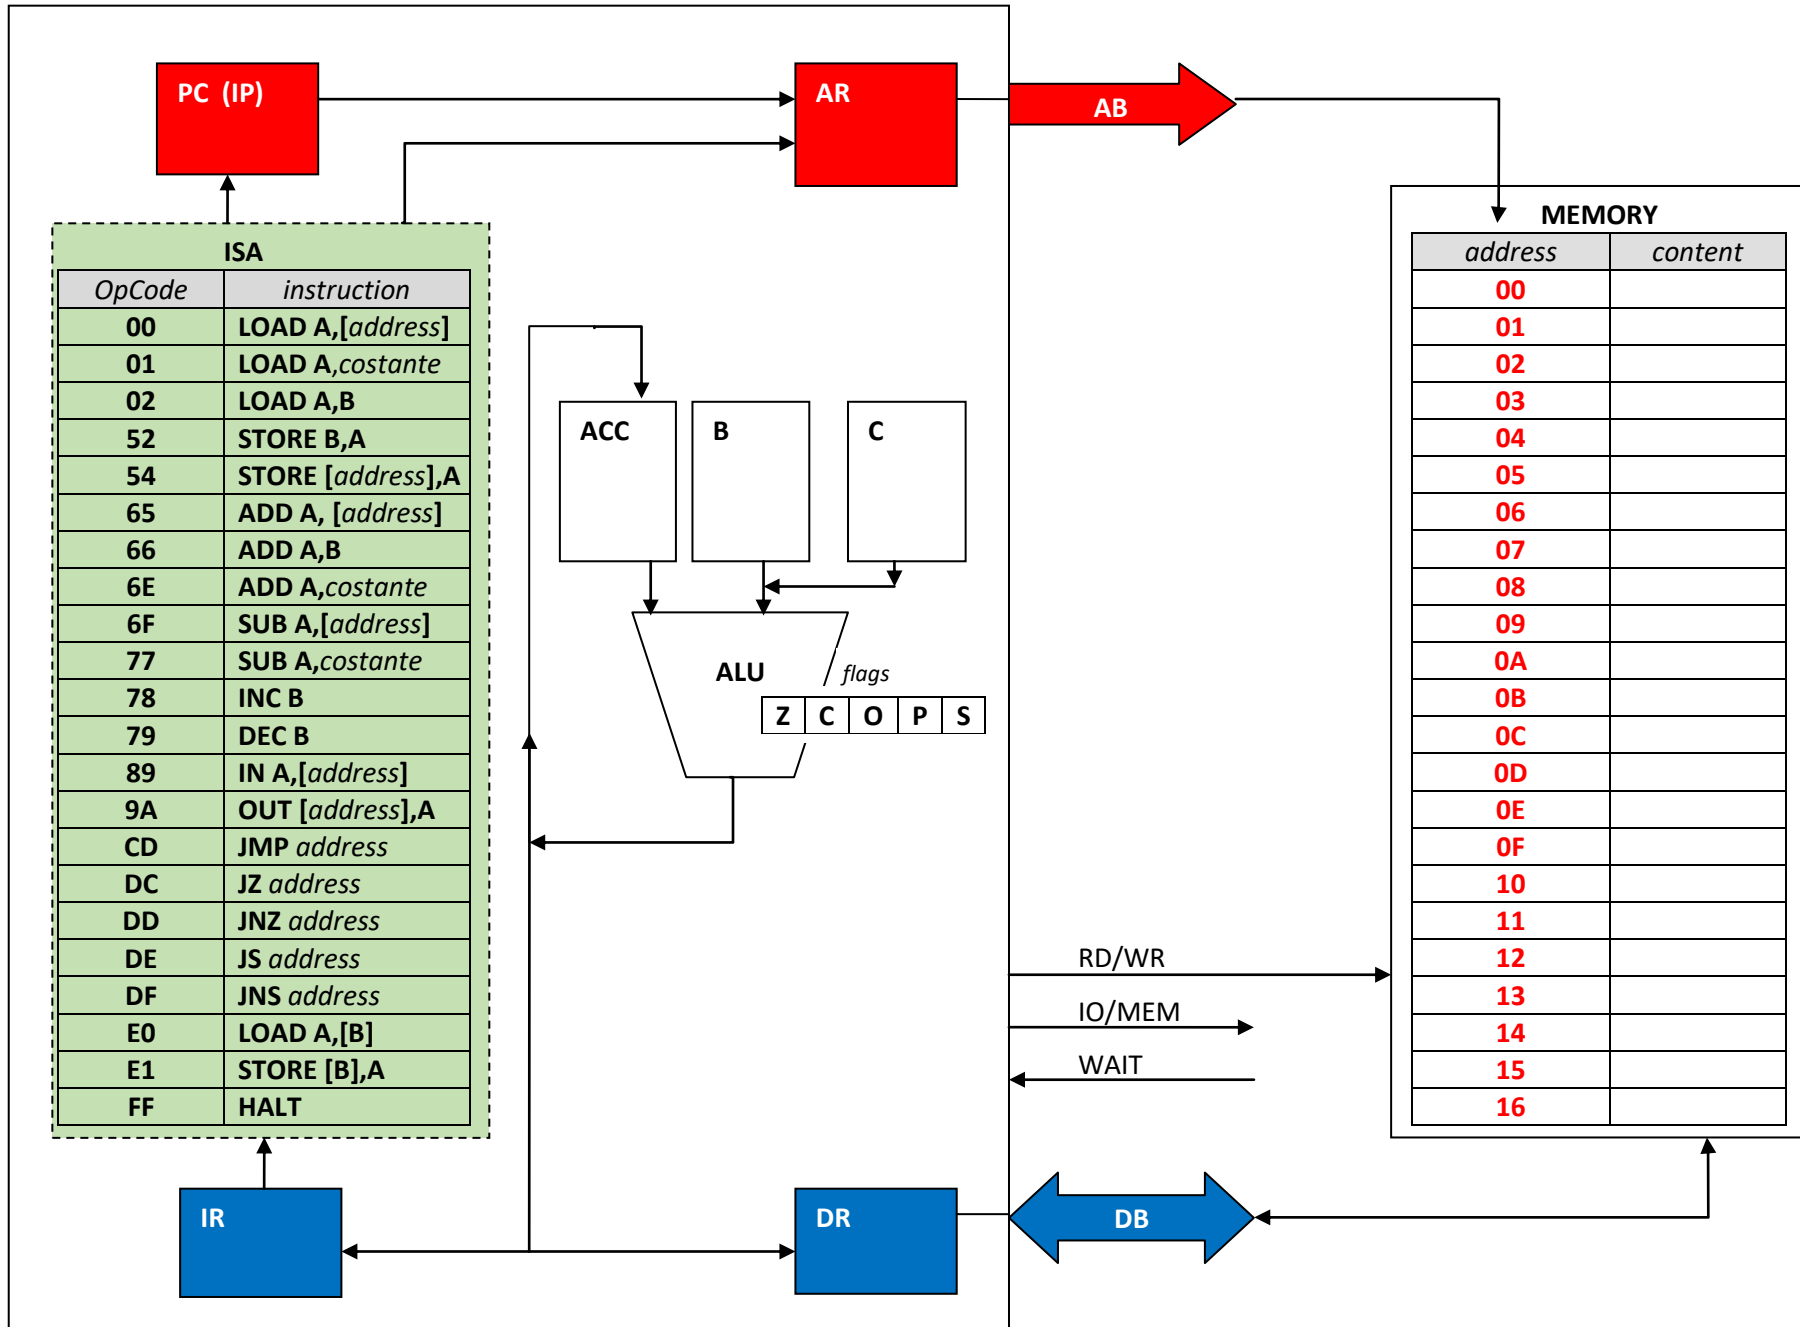 PC (IP)
AR
AB
MEMORY
address content
00
01
02
03
04
05
06
07
08
09
0A
0B
0C
0D
0E
0F
10
11
12
13
14
15
16
ISA
OpCode instruction
00 LOAD A,[address]
01 LOAD A,costante
02 LOAD A,B
52 STORE B,A
54 STORE [address],A
65 ADD A, [address]
66 ADD A,B
6E ADD A,costante
6F SUB A,[address]
77 SUB A,costante
78 INC B
79 DEC B
89 IN A,[address]
9A OUT [address],A
CD JMP address
DC JZ address
DD JNZ address
DE JS address
DF JNS address
E0 LOAD A,[B]
E1 STORE [B],A
FF HALT
ACC B C
ALU
flags
Z C O P S
RD/WR
IO/MEM
WAIT
IR
DR
DB